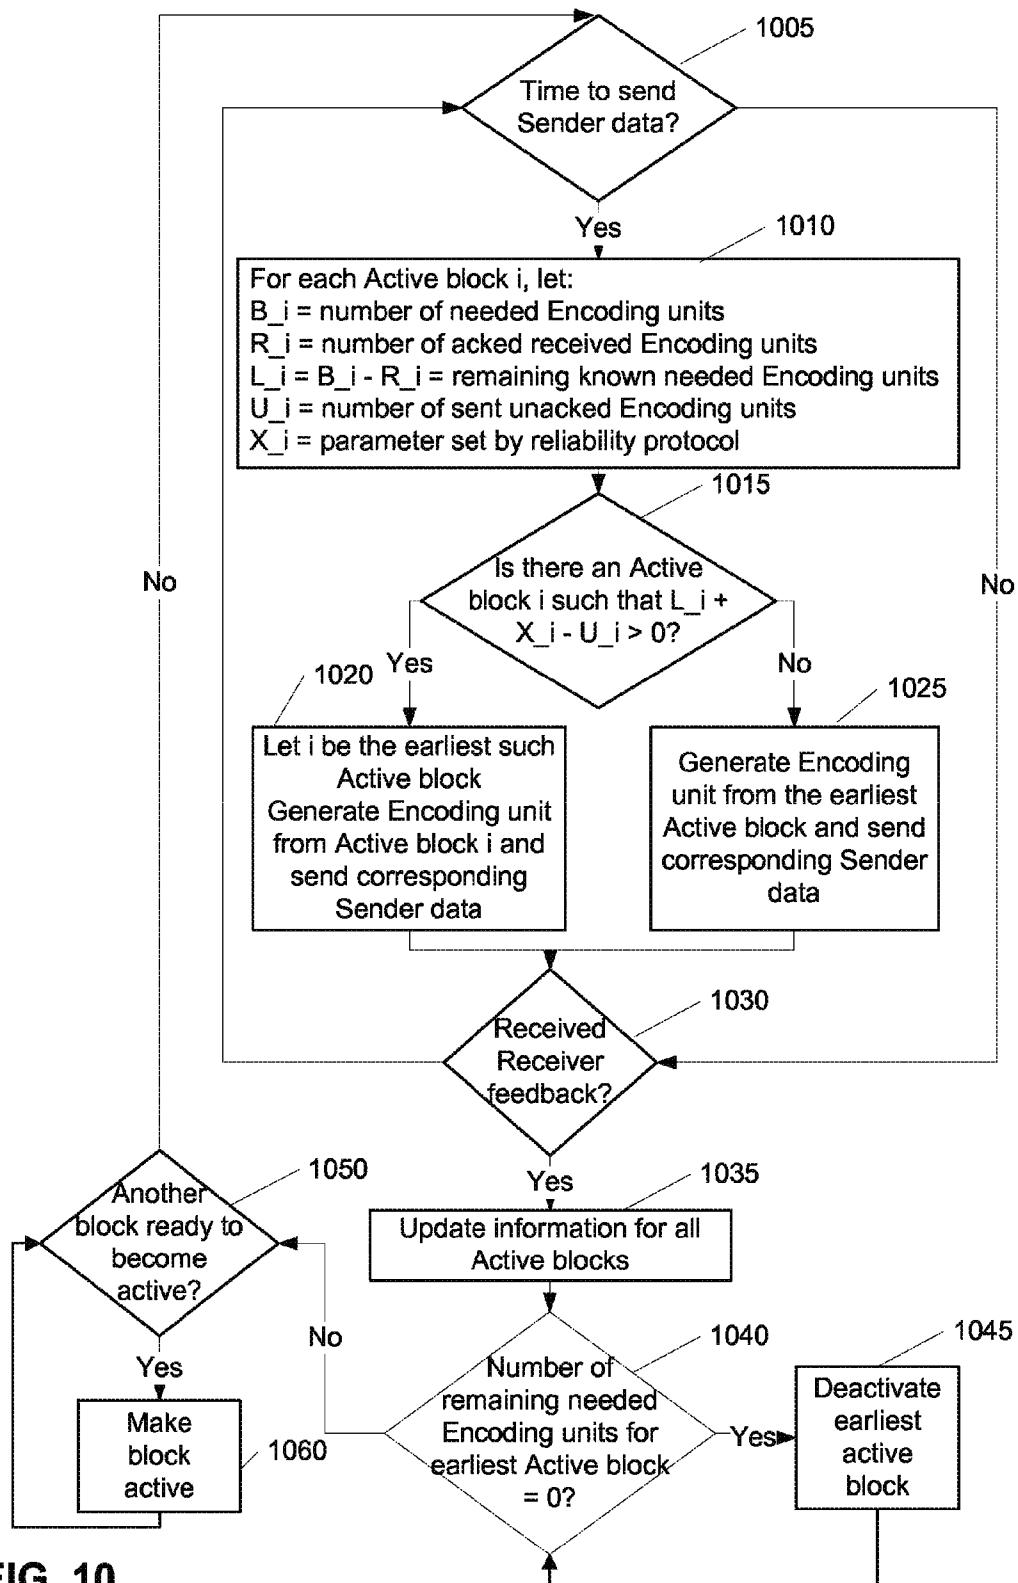 1005
Time to send
Sender data?
Yes
1010
For each Active block i, let:
B_i = number of needed Encoding units
R_i = number of acked received Encoding units
L_i = B_i - R_i = remaining known needed Encoding units
U_i = number of sent unacked Encoding units
X_i = parameter set by reliability protocol
1015
No
Is there an Active
block i such that L_i +
X_i - U_i > 0?
No
Yes
No
1020
1025
Let i be the earliest such
Active block
Generate Encoding unit
from Active block i and
send corresponding
Sender data
Generate Encoding
unit from the earliest
Active block and send
corresponding Sender
data
1030
Received
Receiver
feedback?
Yes
1035
Update information for all
Active blocks
1050
Another
block ready to
become
active?
No
1040
Number of
remaining needed
Encoding units for
earliest Active block
= 0?
Yes
1045
Deactivate
earliest
active
block
Yes
Make
block
active
1060
FIG. 10